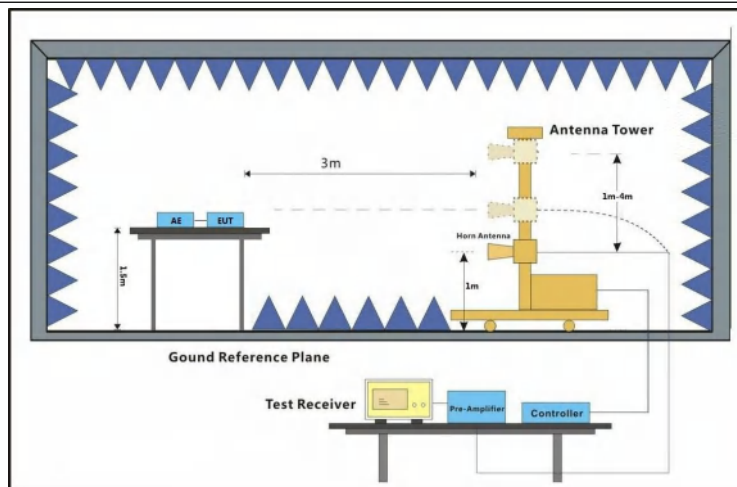 Antenna Tower
3m
1m-4m
AE
EUT
Horn Antenna
1.5m
1m
Gound Reference Plane
Test Receiver
Pre-Amplifier
Controller